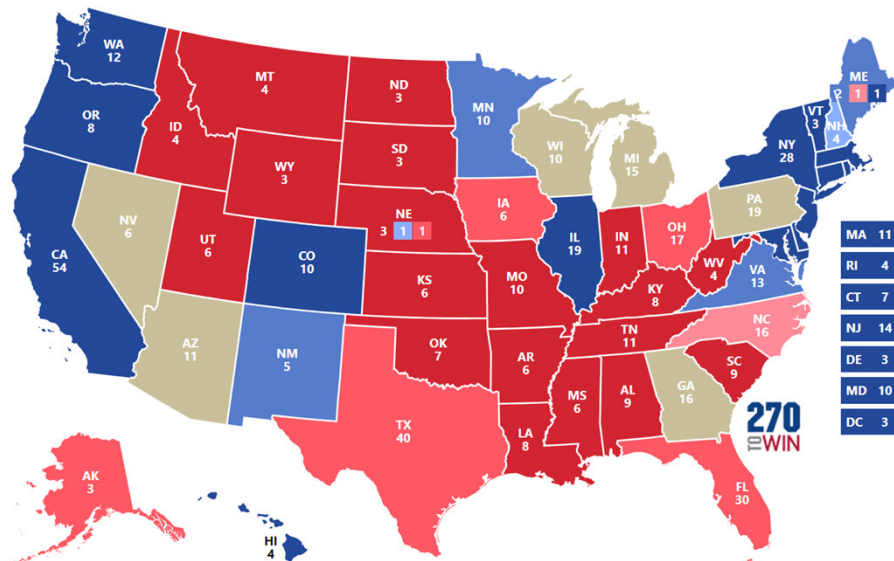 WA
12
OR
8
CA
54
NV
6
ID
4
MT
4
WY
3
UT
6
AZ
11
CO
10
NM
5
ND
3
SD
3
NE
3 1 1
KS
6
OK
7
TX
40
MN
10
IA
6
MO
10
AR
6
LA
8
WI
10
IL
19
MI
15
IN
11
OH
17
KY
8
TN
11
MS
6
AL
9
GA
16
FL
30
SC
9
NC
16
VA
13
WV
4
PA
19
NY
28
VT
3
NH
4
ME
2 1 1
MA 11
RI 4
CT 7
NJ 14
DE 3
MD 10
DC 3
AK
3
HI
4
270
TO WIN